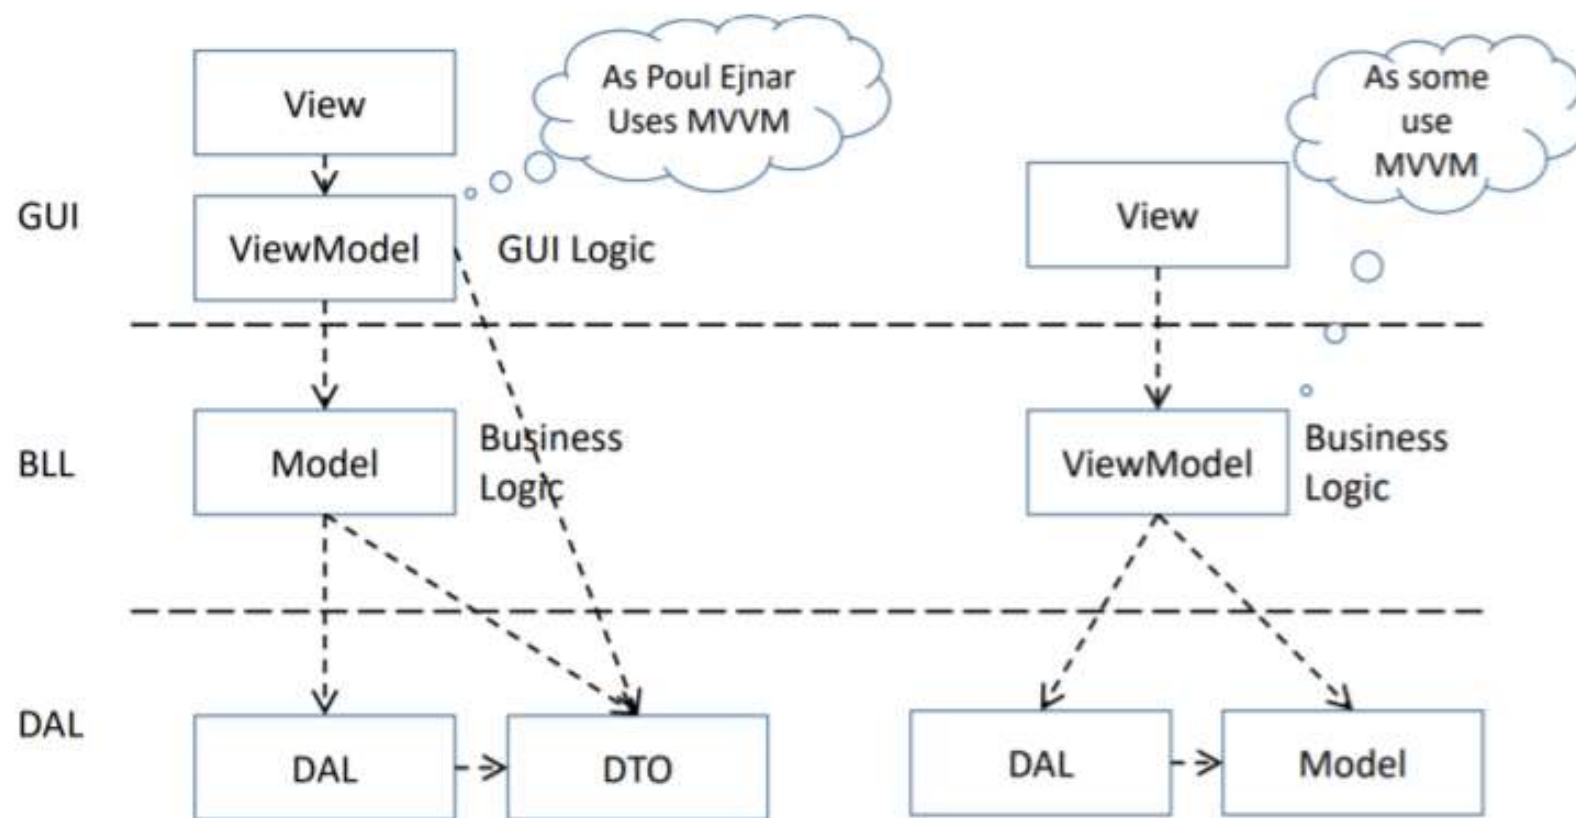 View
As Poul Ejnar
Uses MVVM
As some
use
MVVM
GUI
ViewModel
GUI Logic
View
BLL
Model
Business
Logic
ViewModel
Business
Logic
DAL
DAL
DTO
DAL
Model